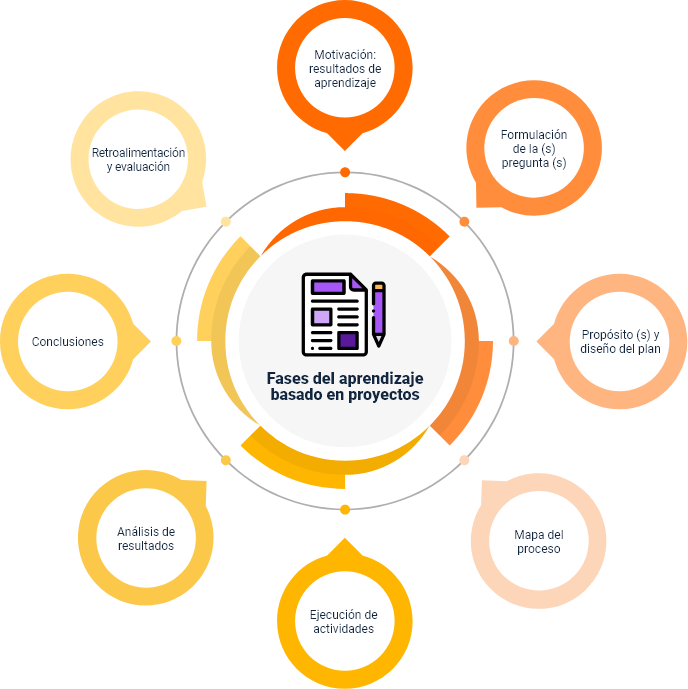 Motivación:
resultados de
aprendizaje
Formulación
de la (s)
pregunta (s)
Propósito (s) y
diseño del plan
Mapa del
proceso
Ejecución de
actividades
Análisis de
resultados
Conclusiones
Retroalimentación
y evaluación
Fases del aprendizaje
basado en proyectos